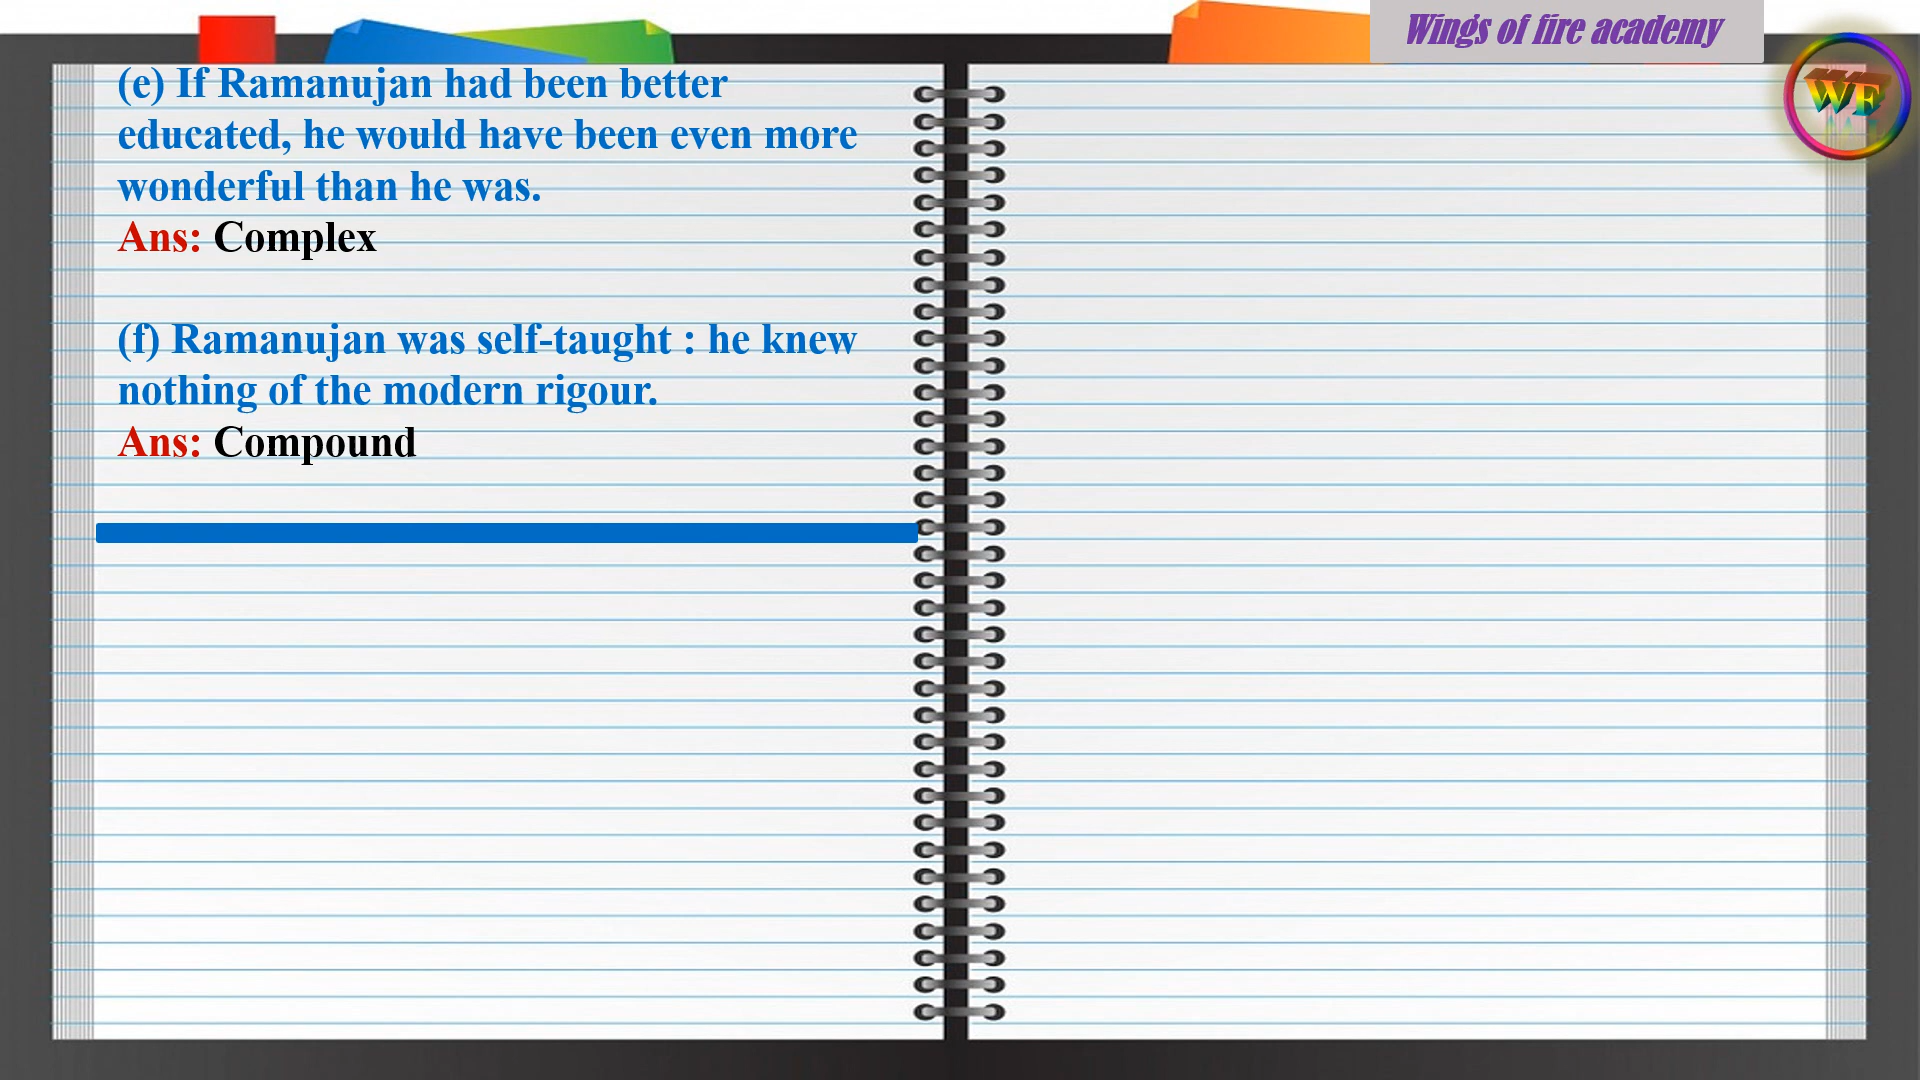 Wings of fire academy
WF
(e) If Ramanujan had been better
educated, he would have been even more
wonderful than he was.
Ans: Complex
(f) Ramanujan was self-taught : he knew
nothing of the modern rigour.
Ans: Compound